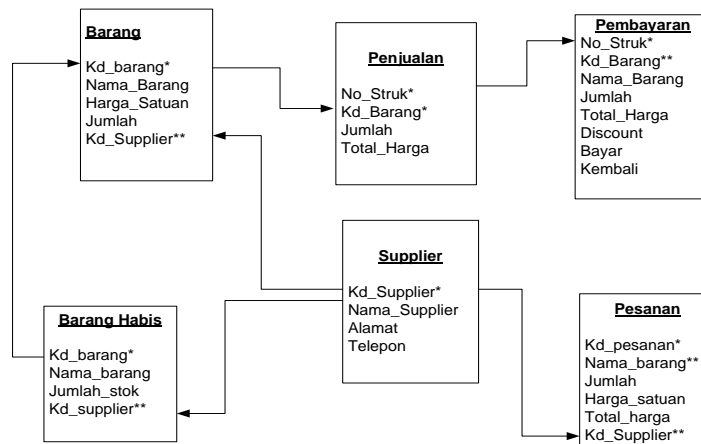 Barang
Kd_barang*
Nama_Barang
Harga_Satuan
Jumlah
Kd_Supplier**
Penjualan
No_Struk*
Kd_Barang*
Jumlah
Total_Harga
Pembayaran
No_Struk*
Kd_Barang**
Nama_Barang
Jumlah
Total_Harga
Discount
Bayar
Kembali
Barang Habis
Kd_barang*
Nama_barang
Jumlah_stok
Kd_supplier**
Supplier
Kd_Supplier*
Nama_Supplier
Alamat
Telepon
Pesanan
Kd_pesanan*
Nama_barang**
Jumlah
Harga_satuan
Total_harga
Kd_Supplier**